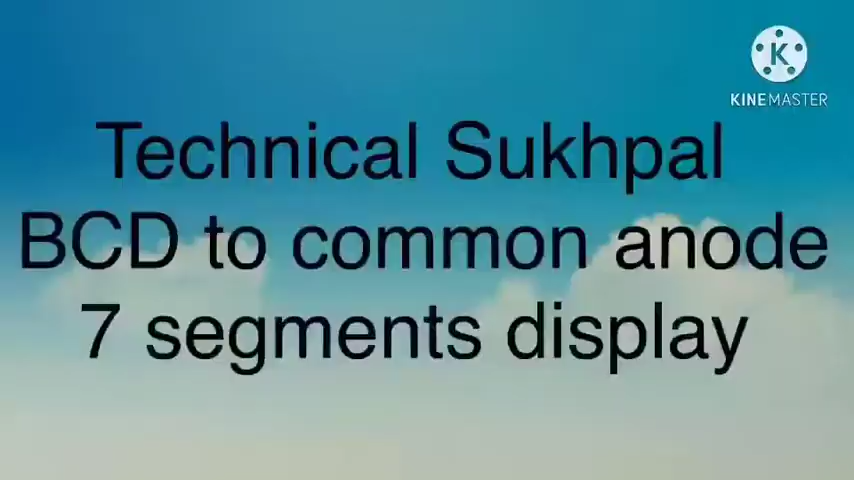 KINEMASTER
Technical Sukhpal
BCD to common anode
7 segments display